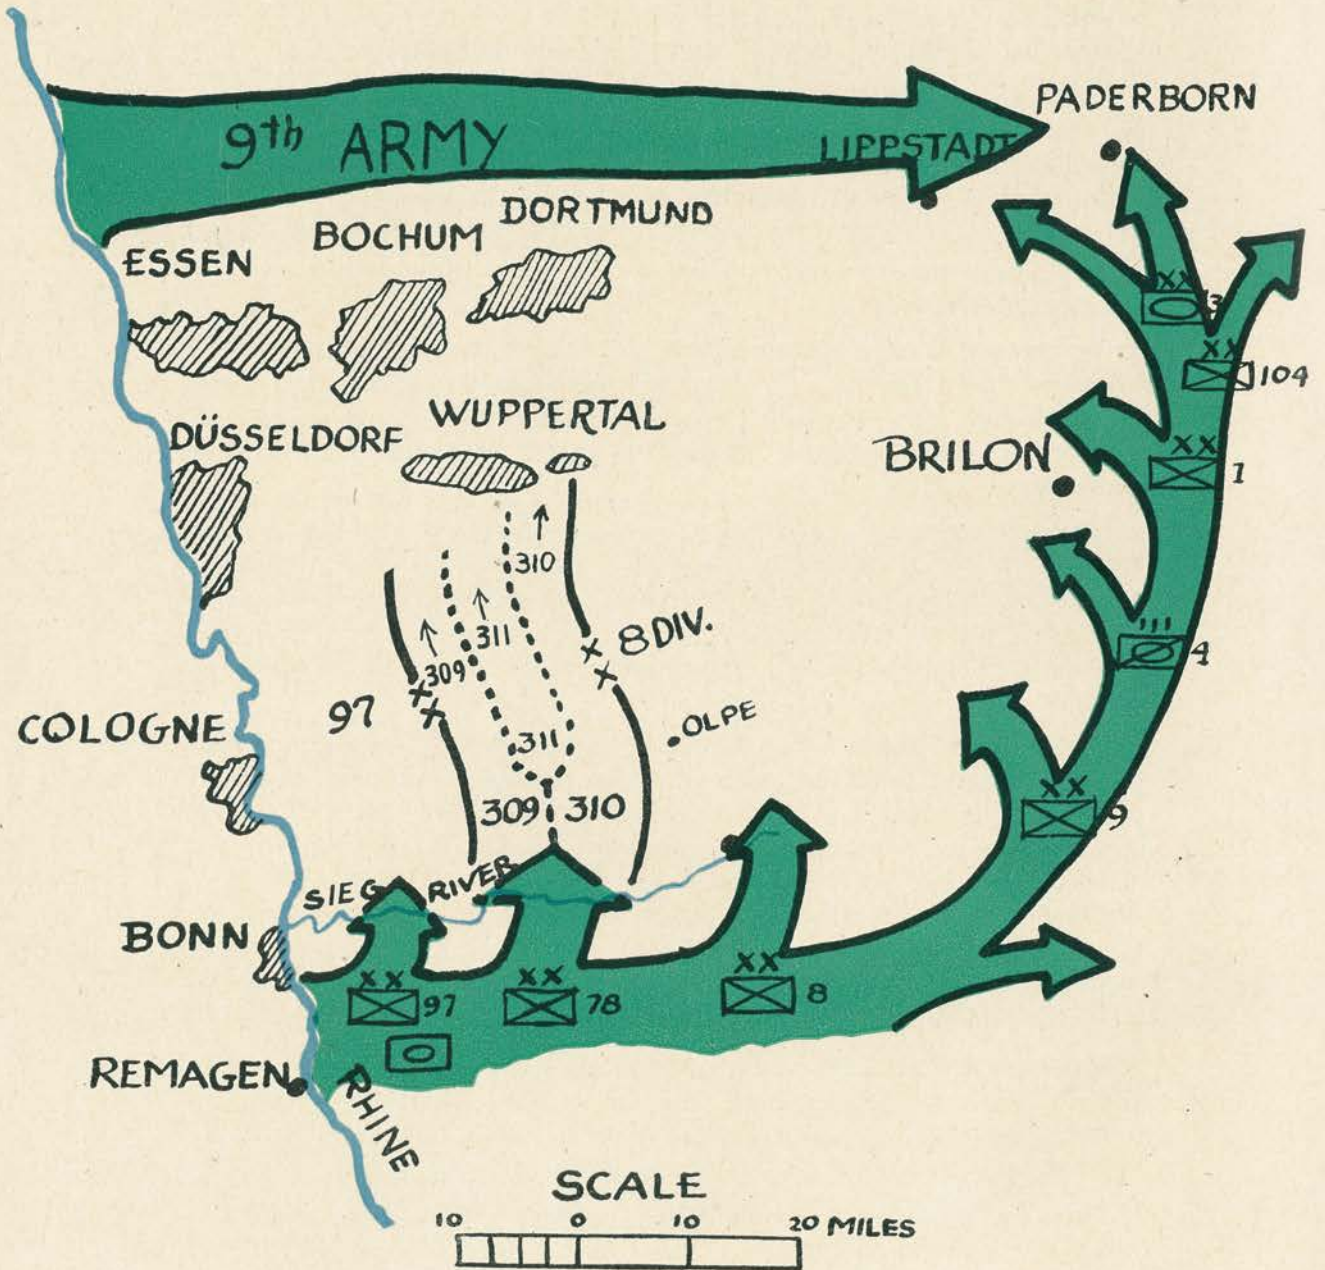 9th ARMY
PADERBORN
LIPPSTADT
DORTMUND
BOCHUM
ESSEN
3
104
WUPPERTAL
DÜSSELDORF
BRILON
1
310
311
309
8 DIV.
4
97
OLPE
COLOGNE
311
309 310
9
SIEG RIVER
BONN
97
78
8
REMAGEN
RHINE
SCALE
10 0 10 20 MILES